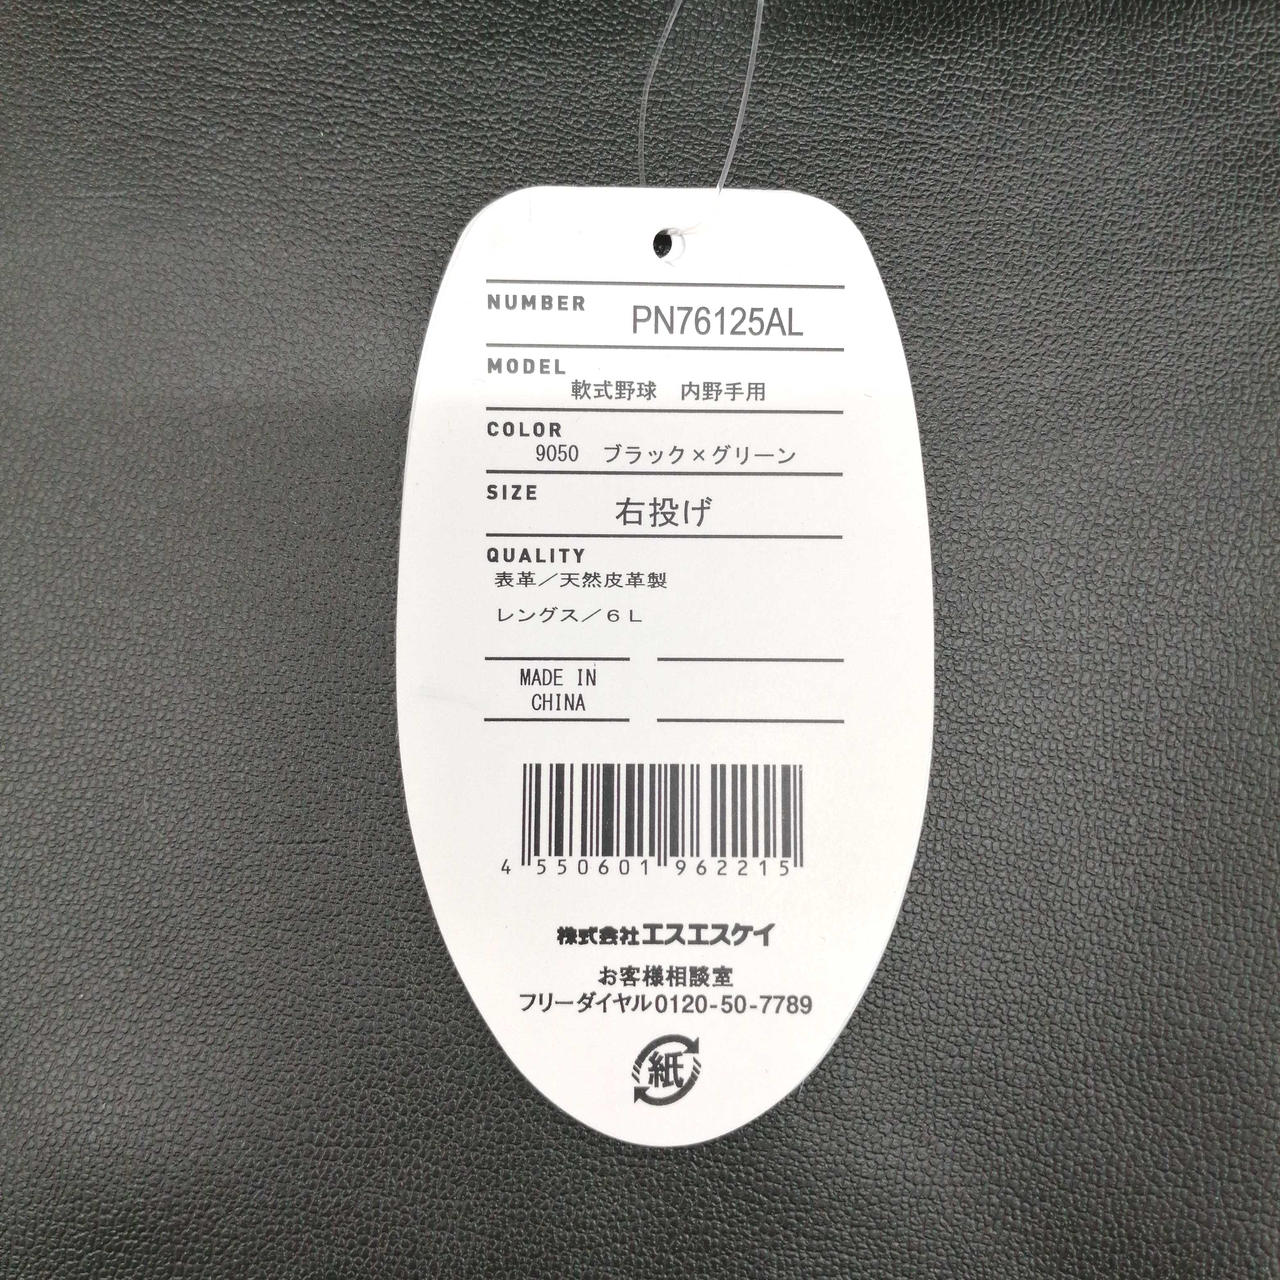 NUMBER
PN76125AL
MODEL
軟式野球　内野手用
COLOR
9050　ブラック×グリーン
SIZE
右投げ
QUALITY
表革／天然皮革製
レングス／６Ｌ
MADE IN
CHINA
4 550601 962215
株式会社エスエスケイ
お客様相談室
フリーダイヤル0120-50-7789
紙